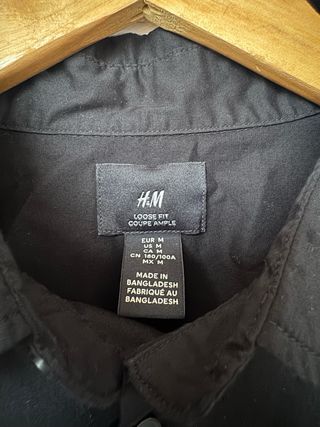 H&M
LOOSE FIT
COUPE AMPLE
EUR M
US M
CA M
CN 180/100A
MX M
MADE IN
BANGLADESH
FABRIQUÉ AU
BANGLADESH